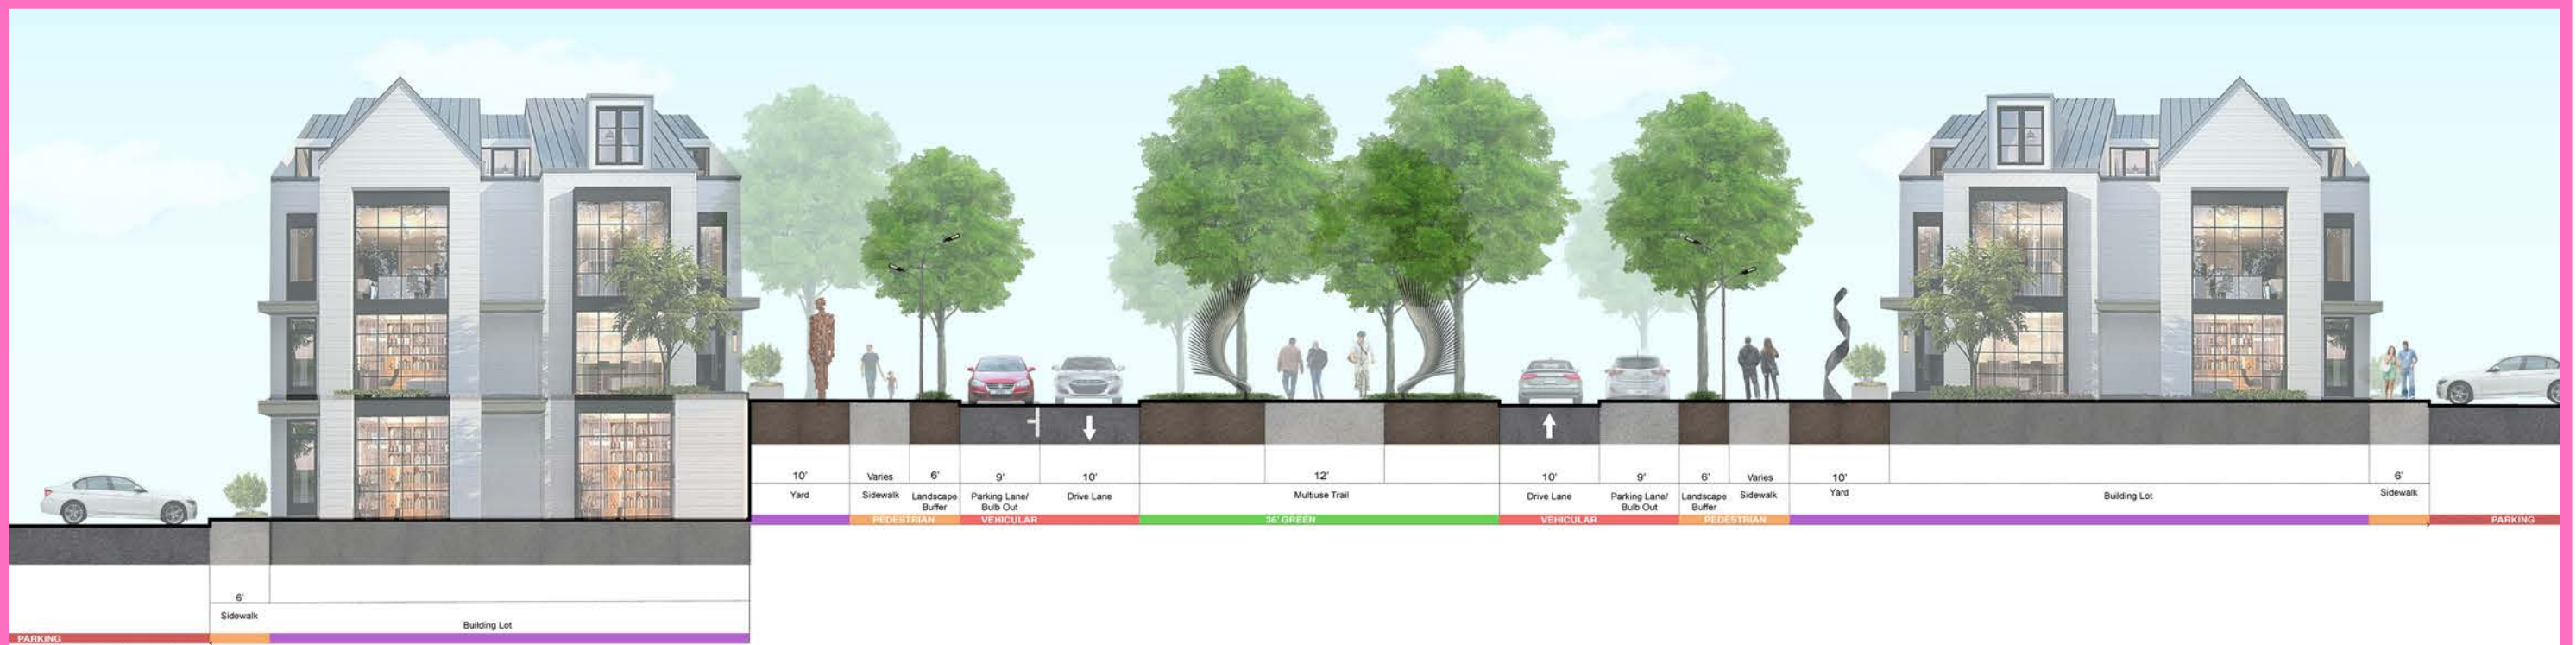 10'
Varies
6'
9'
10'
12'
10'
9'
6'
Varies
10'
6'
Yard
Sidewalk
Landscape
Buffer
Parking Lane/
Bulb Out
Drive Lane
Multiuse Trail
Drive Lane
Parking Lane/
Bulb Out
Landscape
Buffer
Sidewalk
Yard
Building Lot
Sidewalk
PEDESTRIAN
VEHICULAR
36' GREEN
VEHICULAR
PEDESTRIAN
PARKING
6'
Sidewalk
Building Lot
PARKING